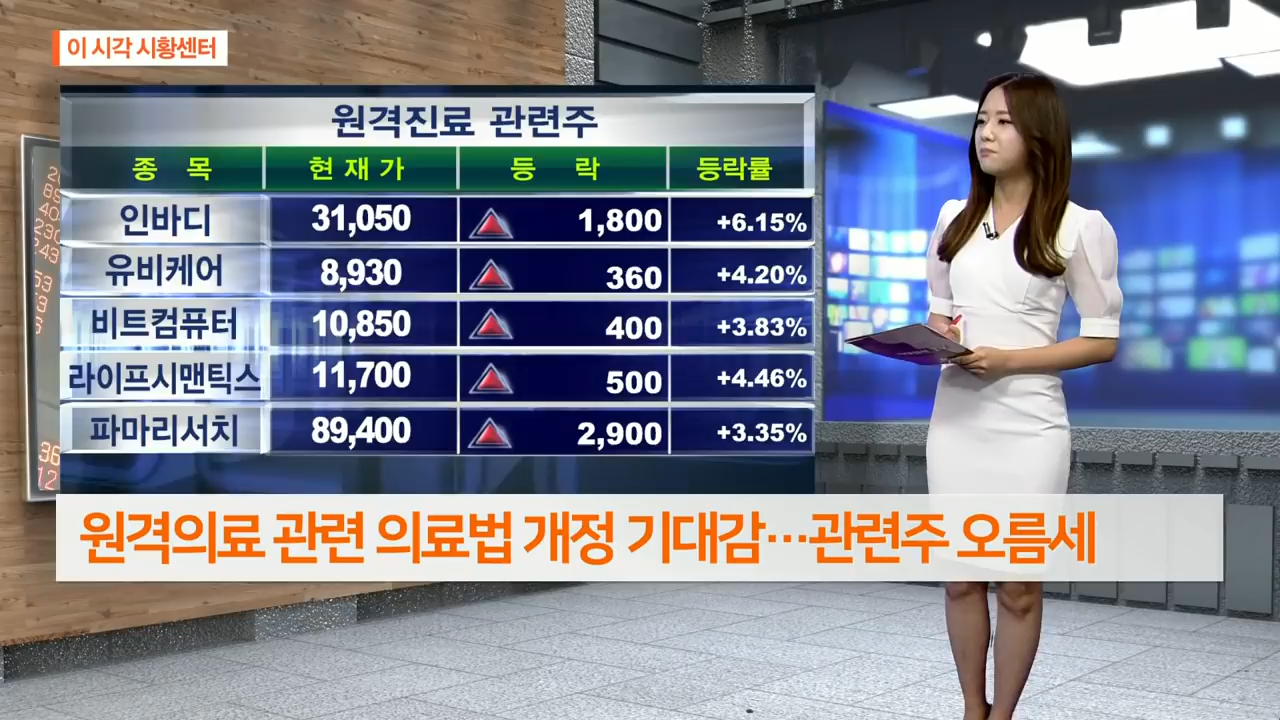 이 시각 시황센터
원격진료 관련주
종 목 현재가 등 락 등락률
인바디 31,050 ▲ 1,800 +6.15%
유비케어 8,930 ▲ 360 +4.20%
비트컴퓨터 10,850 ▲ 400 +3.83%
라이프시맨틱스 11,700 ▲ 500 +4.46%
파마리서치 89,400 ▲ 2,900 +3.35%
원격의료 관련 의료법 개정 기대감…관련주 오름세